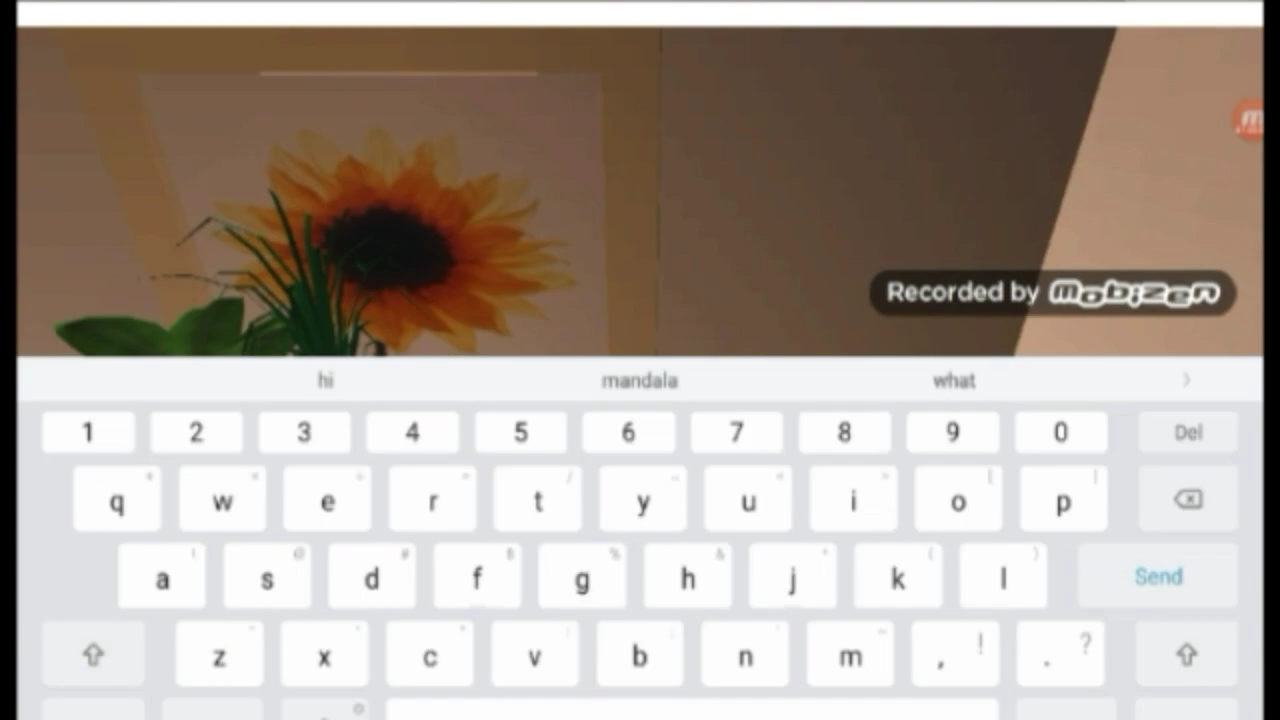 Recorded by mobizen
hi mandala what
1 2 3 4 5 6 7 8 9 0 Del
q w e r t y u i o p
a s d f g h j k l Send
z x c v b n m , ! . ?